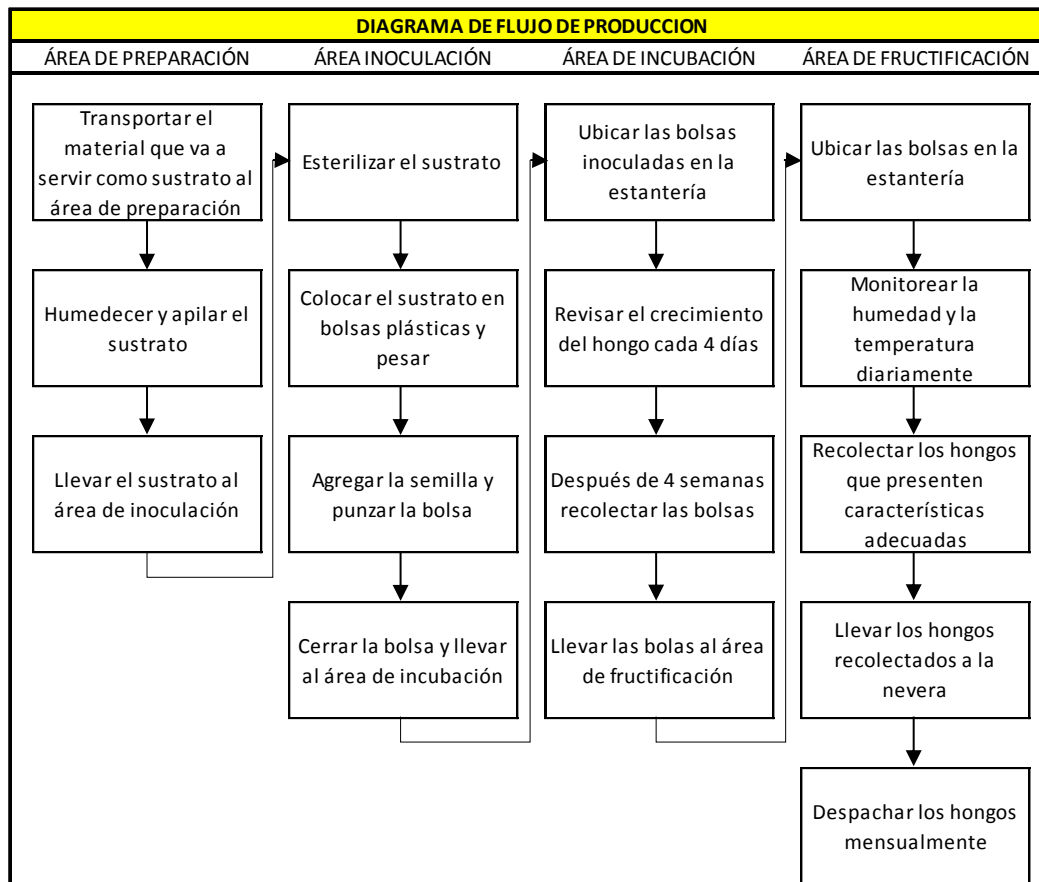 DIAGRAMA DE FLUJO DE PRODUCCION
ÁREA DE PREPARACIÓN
ÁREA INOCULACIÓN
ÁREA DE INCUBACIÓN
ÁREA DE FRUCTIFICACIÓN
Transportar el
material que va a
servir como sustrato al
área de preparación
Humedecer y apilar el
sustrato
Llevar el sustrato al
área de inoculación
Esterilizar el sustrato
Colocar el sustrato en
bolsas plásticas y
pesar
Agregar la semilla y
punzar la bolsa
Cerrar la bolsa y llevar
al área de incubación
Ubicar las bolsas
inoculadas en la
estantería
Revisar el crecimiento
del hongo cada 4 días
Después de 4 semanas
recolectar las bolsas
Llevar las bolas al área
de fructificación
Ubicar las bolsas en la
estantería
Monitorear la
humedad y la
temperatura
diariamente
Recolectar los hongos
que presenten
características
adecuadas
Llevar los hongos
recolectados a la
nevera
Despachar los hongos
mensualmente